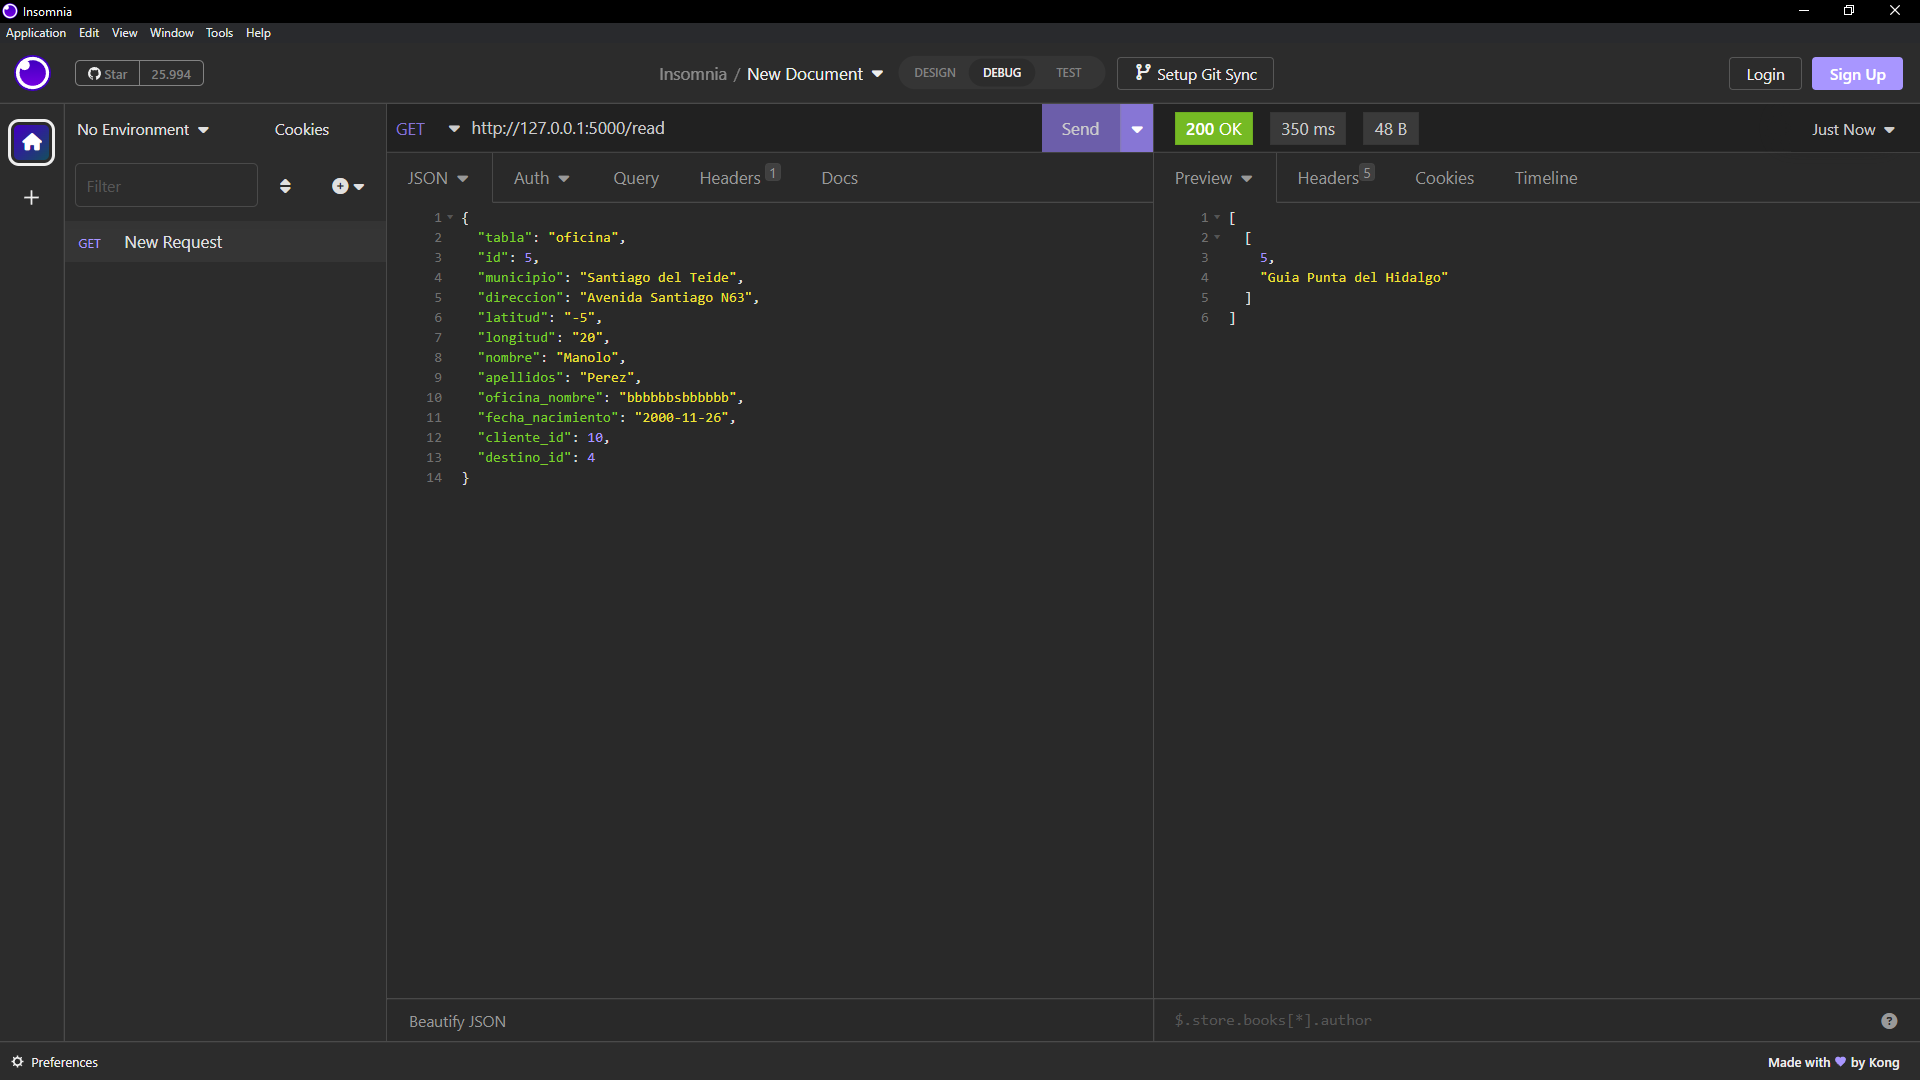 Insomnia
Application Edit View Window Tools Help
Star 25.994
Insomnia / New Document
DESIGN DEBUG TEST
Setup Git Sync
Login Sign Up
No Environment Cookies
Filter
GET New Request
GET http://127.0.0.1:5000/read Send
JSON Auth Query Headers 1 Docs
1 {
2 "tabla": "oficina",
3 "id": 5,
4 "municipio": "Santiago del Teide",
5 "direccion": "Avenida Santiago N63",
6 "latitud": "-5",
7 "longitud": "20",
8 "nombre": "Manolo",
9 "apellidos": "Perez",
10 "oficina_nombre": "bbbbbbsbbbbbb",
11 "fecha_nacimiento": "2000-11-26",
12 "cliente_id": 10,
13 "destino_id": 4
14 }
Beautify JSON
200 OK 350 ms 48 B Just Now
Preview Headers 5 Cookies Timeline
1 [
2 [
3 5,
4 "Guia Punta del Hidalgo"
5 ]
6 ]
$.store.books[*].author
?
Preferences
Made with 💜 by Kong